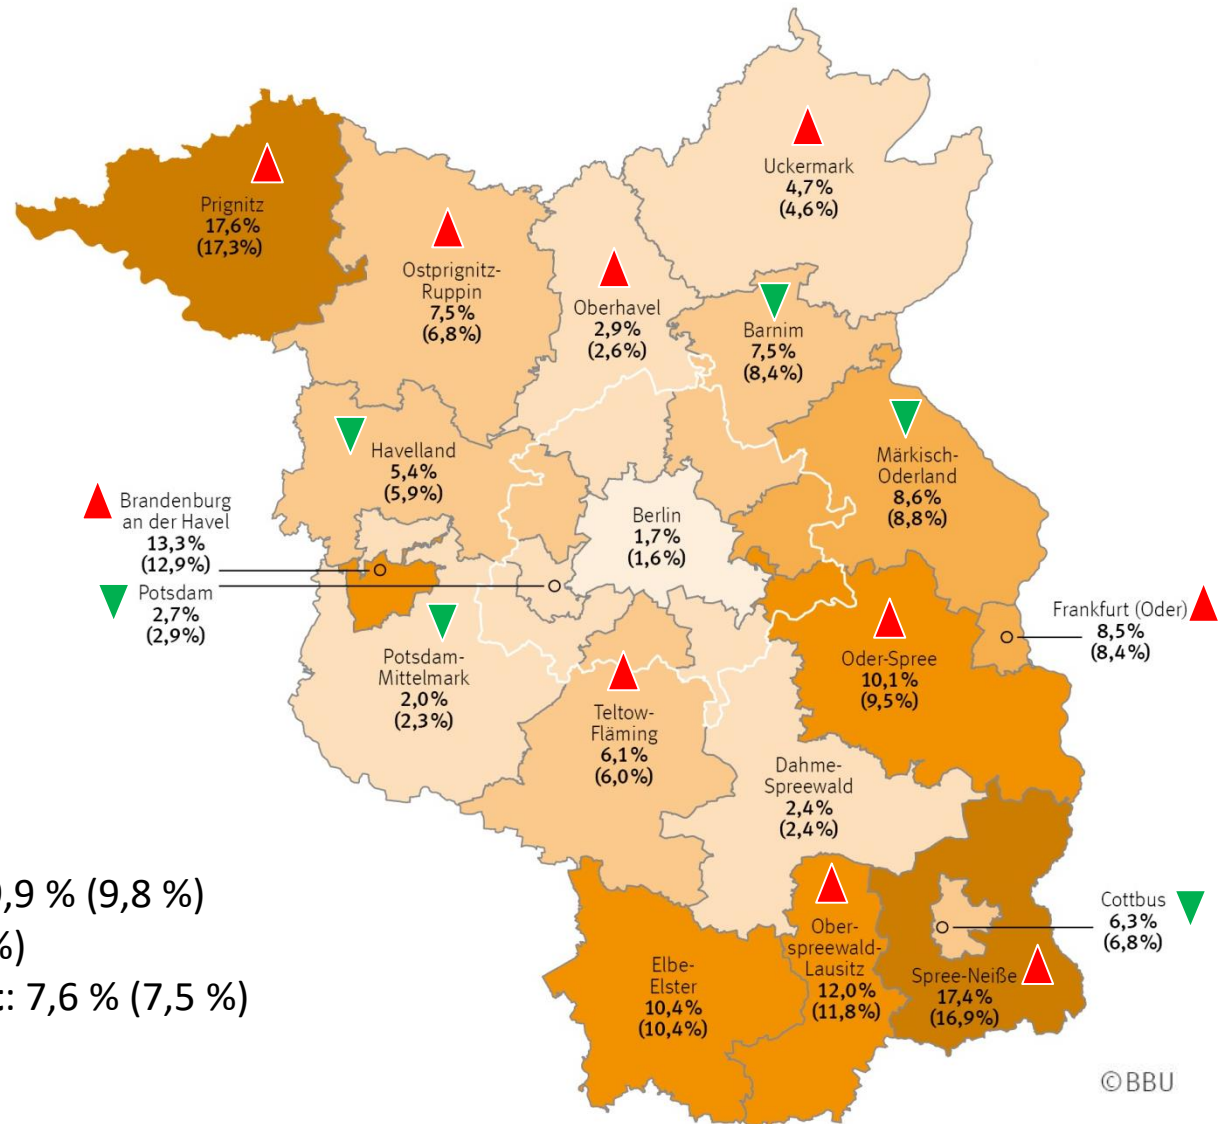 Uckermark
4,7%
(4,6%)
Prignitz
17,6%
(17,3%)
Ostprignitz-
Ruppin
7,5%
(6,8%)
Oberhavel
2,9%
(2,6%)
Barnim
7,5%
(8,4%)
Havelland
5,4%
(5,9%)
Märkisch-
Oderland
8,6%
(8,8%)
Brandenburg
an der Havel
13,3%
(12,9%)
Berlin
1,7%
(1,6%)
Potsdam
2,7%
(2,9%)
Frankfurt (Oder)
8,5%
(8,4%)
Potsdam-
Mittelmark
2,0%
(2,3%)
Oder-Spree
10,1%
(9,5%)
Teltow-
Fläming
6,1%
(6,0%)
Dahme-
Spreewald
2,4%
(2,4%)
,9 % (9,8 %)
%)
: 7,6 % (7,5 %)
Cottbus
6,3%
(6,8%)
Ober-
spreewald-
Lausitz
12,0%
(11,8%)
Elbe-
Elster
10,4%
(10,4%)
Spree-Neiße
17,4%
(16,9%)
©BBU